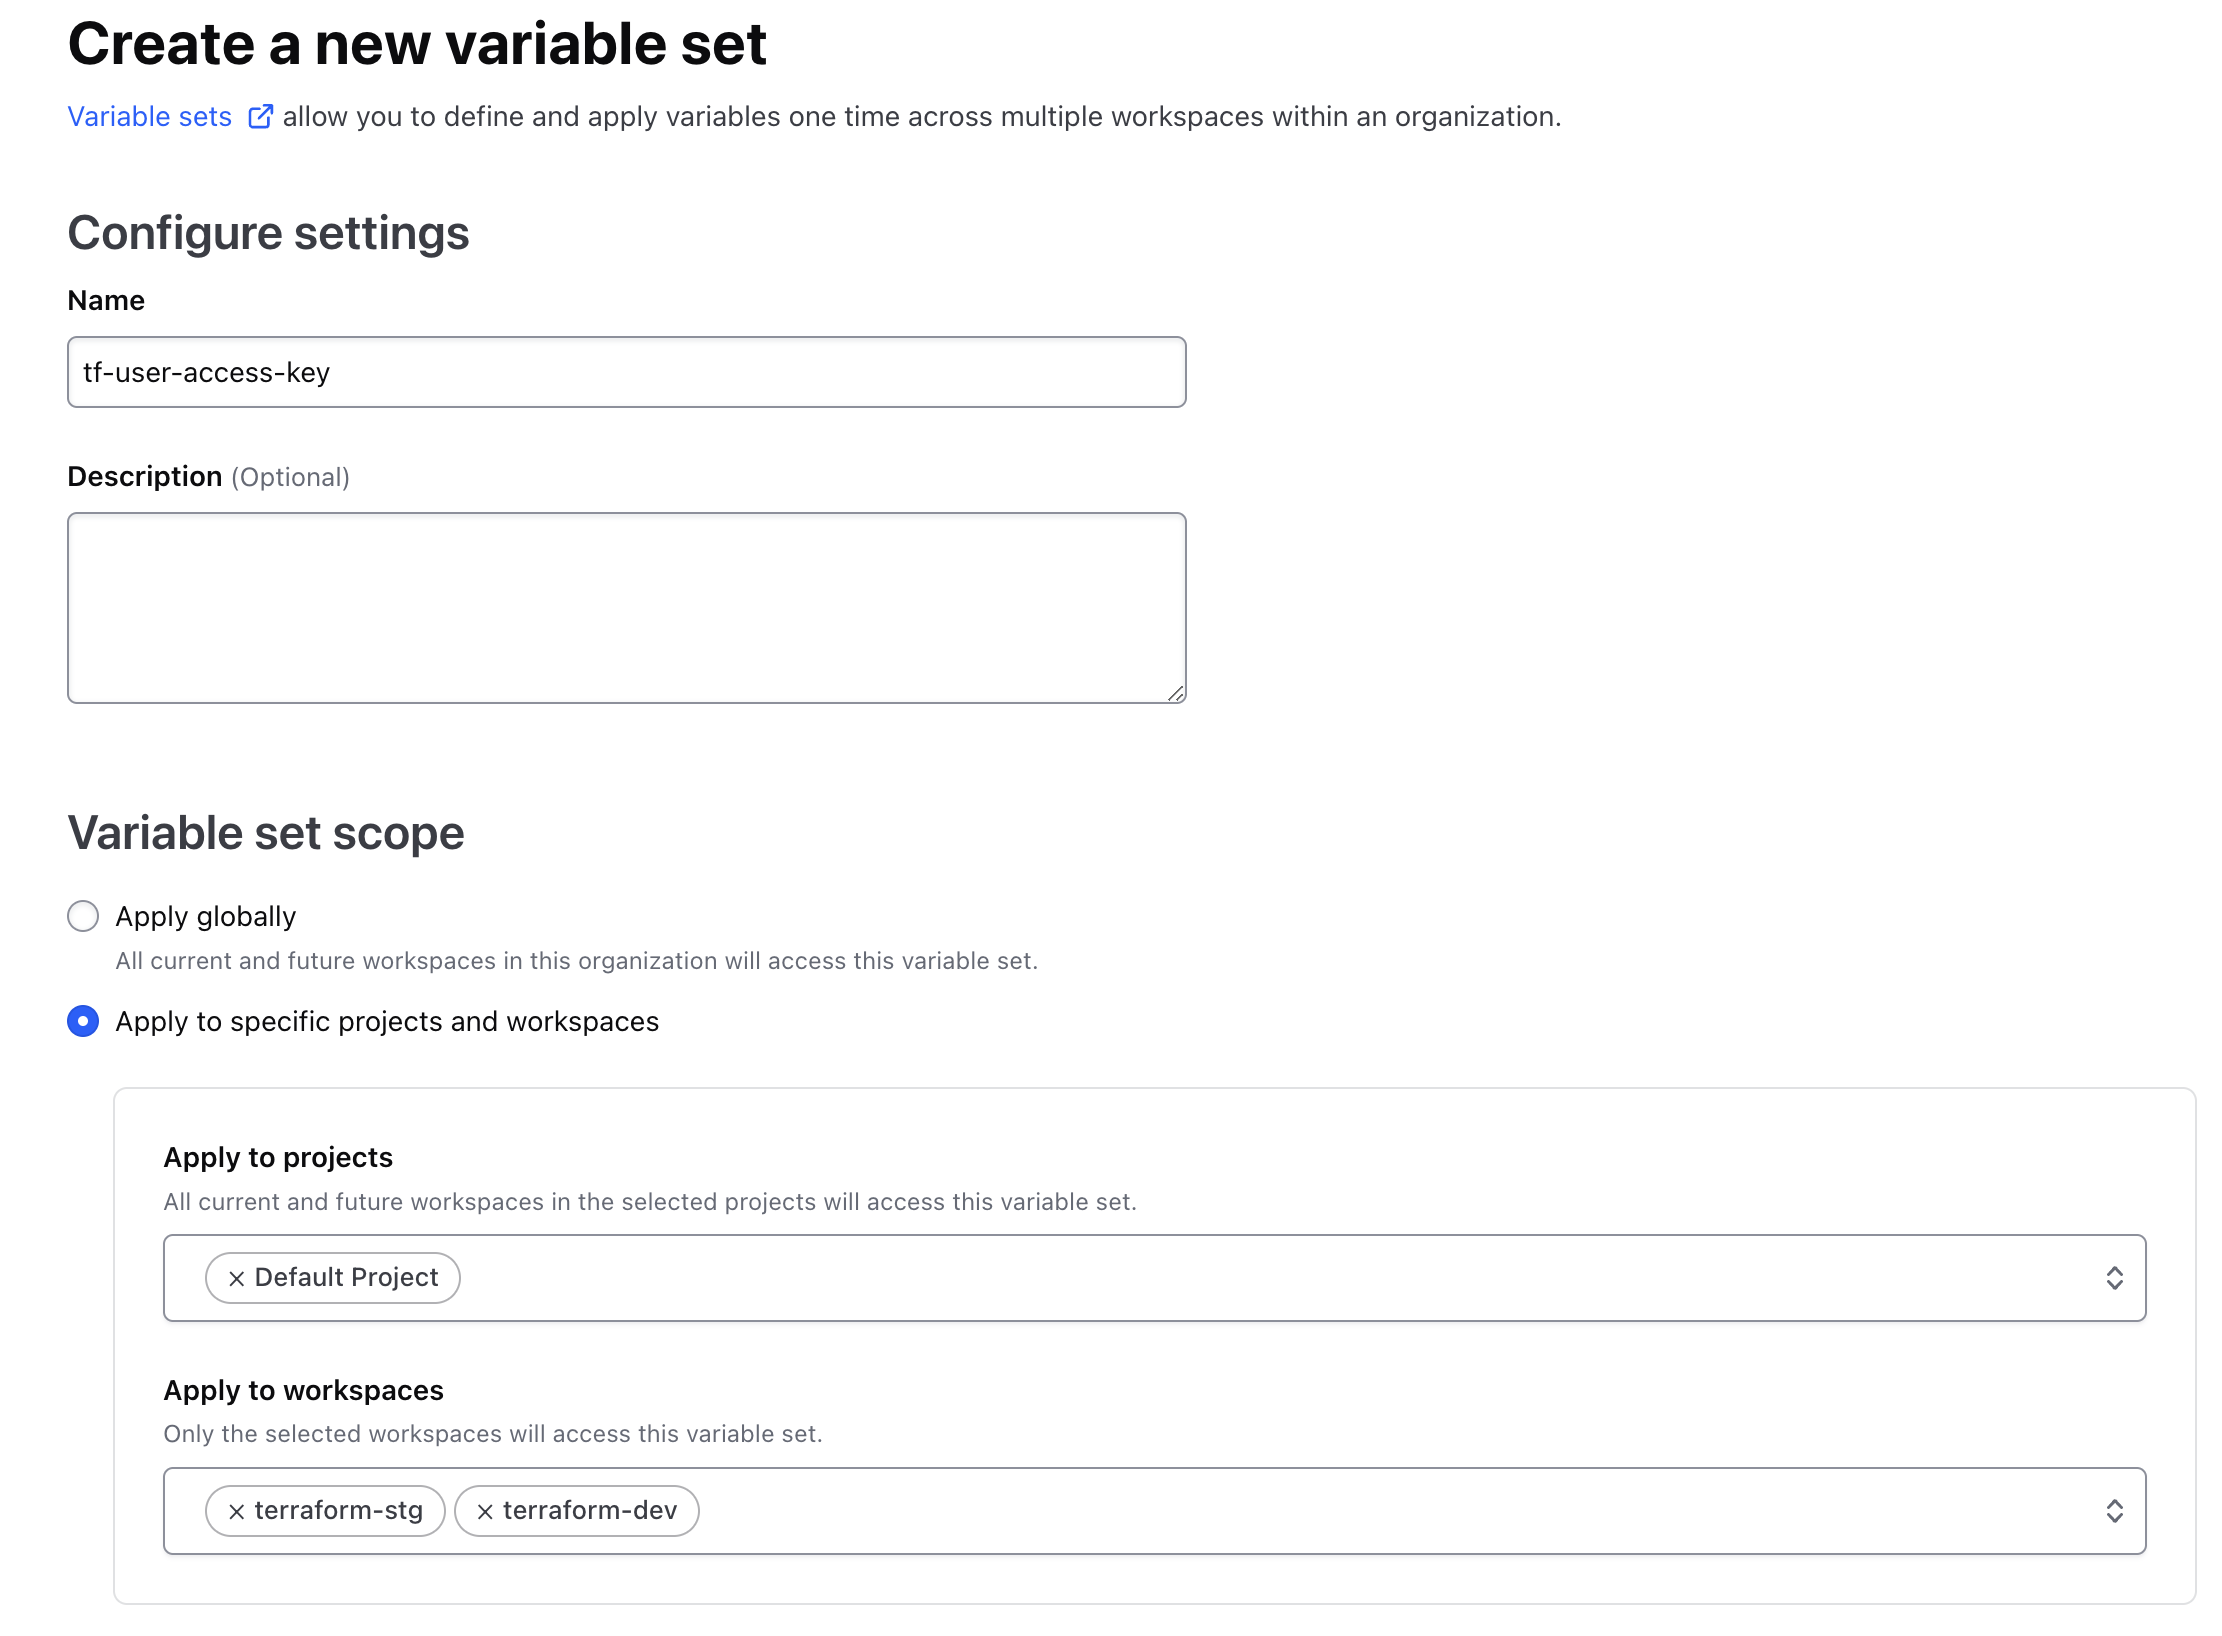 Create a new variable set
Variable sets allow you to define and apply variables one time across multiple workspaces within an organization.
Configure settings
Name
tf-user-access-key
Description (Optional)
Variable set scope
Apply globally
All current and future workspaces in this organization will access this variable set.
Apply to specific projects and workspaces
Apply to projects
All current and future workspaces in the selected projects will access this variable set.
Default Project
Apply to workspaces
Only the selected workspaces will access this variable set.
terraform-stg terraform-dev